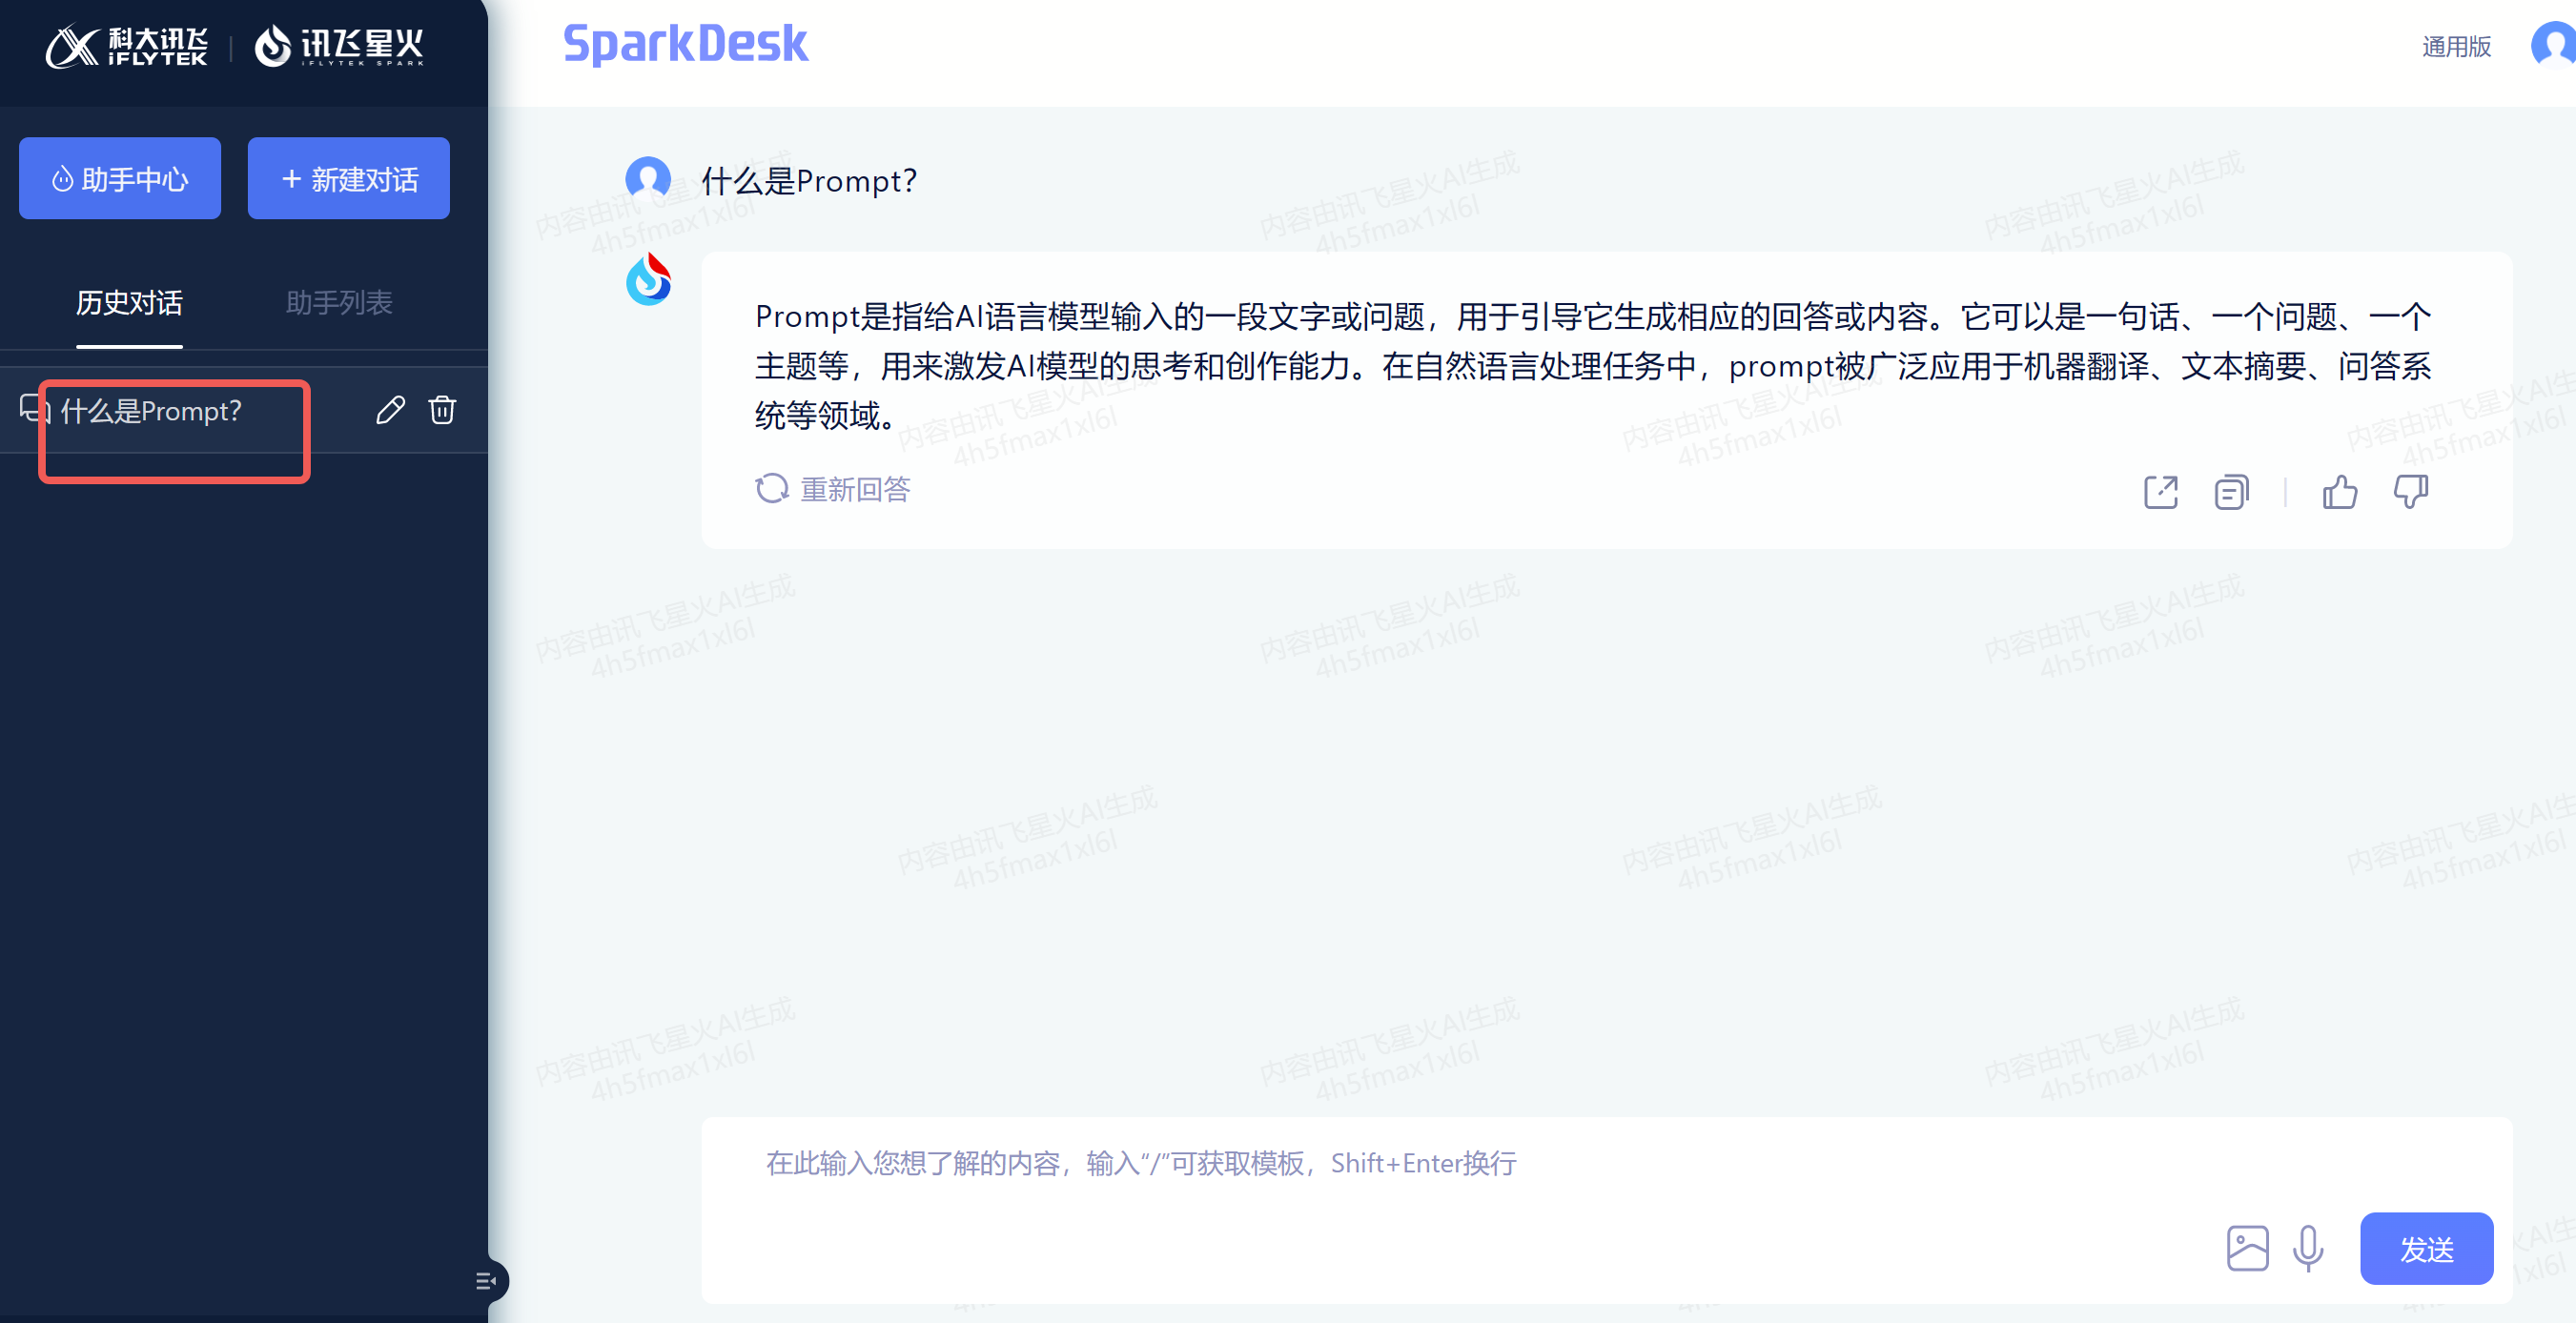 科大讯飞
iFLYTEK
讯飞星火
iFLYTEK SPARK
SparkDesk
通用版
助手中心
+ 新建对话
历史对话
助手列表
什么是Prompt?
什么是Prompt?
Prompt是指给AI语言模型输入的一段文字或问题，用于引导它生成相应的回答或内容。它可以是一句话、一个问题、一个
主题等，用来激发AI模型的思考和创作能力。在自然语言处理任务中，prompt被广泛应用于机器翻译、文本摘要、问答系
统等领域。
重新回答
在此输入您想了解的内容，输入“/”可获取模板，Shift+Enter换行
发送
内容由讯飞星火AI生成
4h5fmax1xl6l